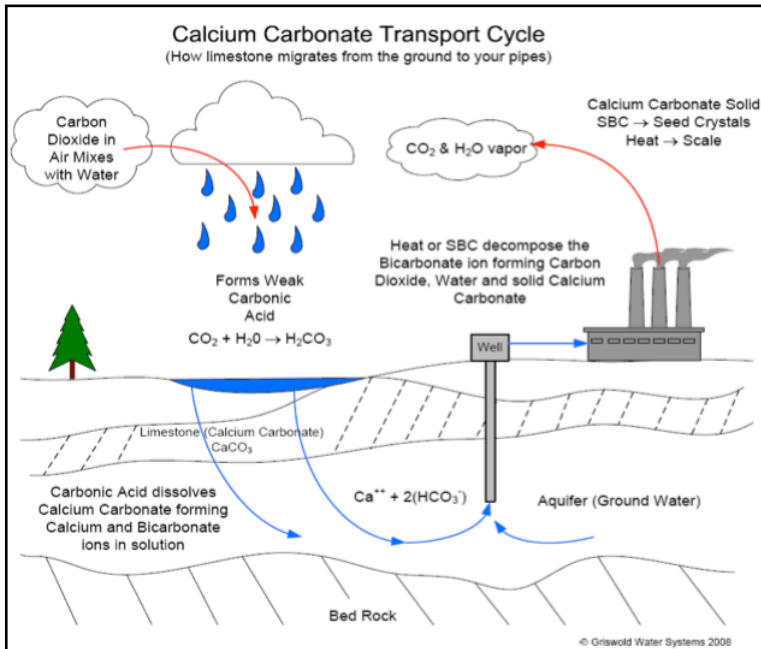 Calcium Carbonate Transport Cycle
(How limestone migrates from the ground to your pipes)
Carbon
Dioxide in
Air Mixes
with Water
CO₂ & H₂O vapor
Calcium Carbonate Solid
SBC → Seed Crystals
Heat → Scale
Forms Weak
Carbonic
Acid
CO₂ + H₂0 → H₂CO₃
Heat or SBC decompose the
Bicarbonate ion forming Carbon
Dioxide, Water and solid Calcium
Carbonate
Well
Limestone (Calcium Carbonate)
CaCO₃
Carbonic Acid dissolves
Calcium Carbonate forming
Calcium and Bicarbonate
ions in solution
Ca⁺⁺ + 2(HCO₃⁻)
Aquifer (Ground Water)
Bed Rock
© Griswold Water Systems 2008